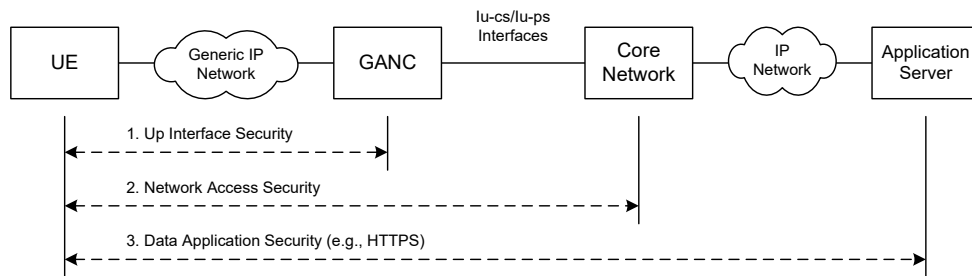 Iu-cs/Iu-ps
Interfaces
UE
Generic IP
Network
GANC
Core
Network
IP
Network
Application
Server
1. Up Interface Security
2. Network Access Security
3. Data Application Security (e.g., HTTPS)